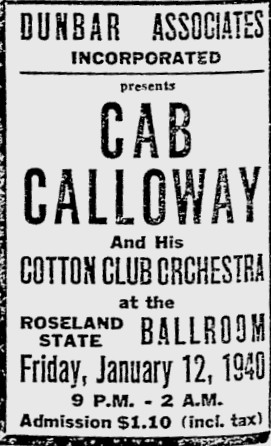 DUNBAR ASSOCIATES
INCORPORATED
presents
CAB
CALLOWAY
And His
COTTON CLUB ORCHESTRA
at the
ROSELAND STATE BALLROOM
Friday, January 12, 1940
9 P.M. - 2 A.M.
Admission $1.10 (incl. tax)